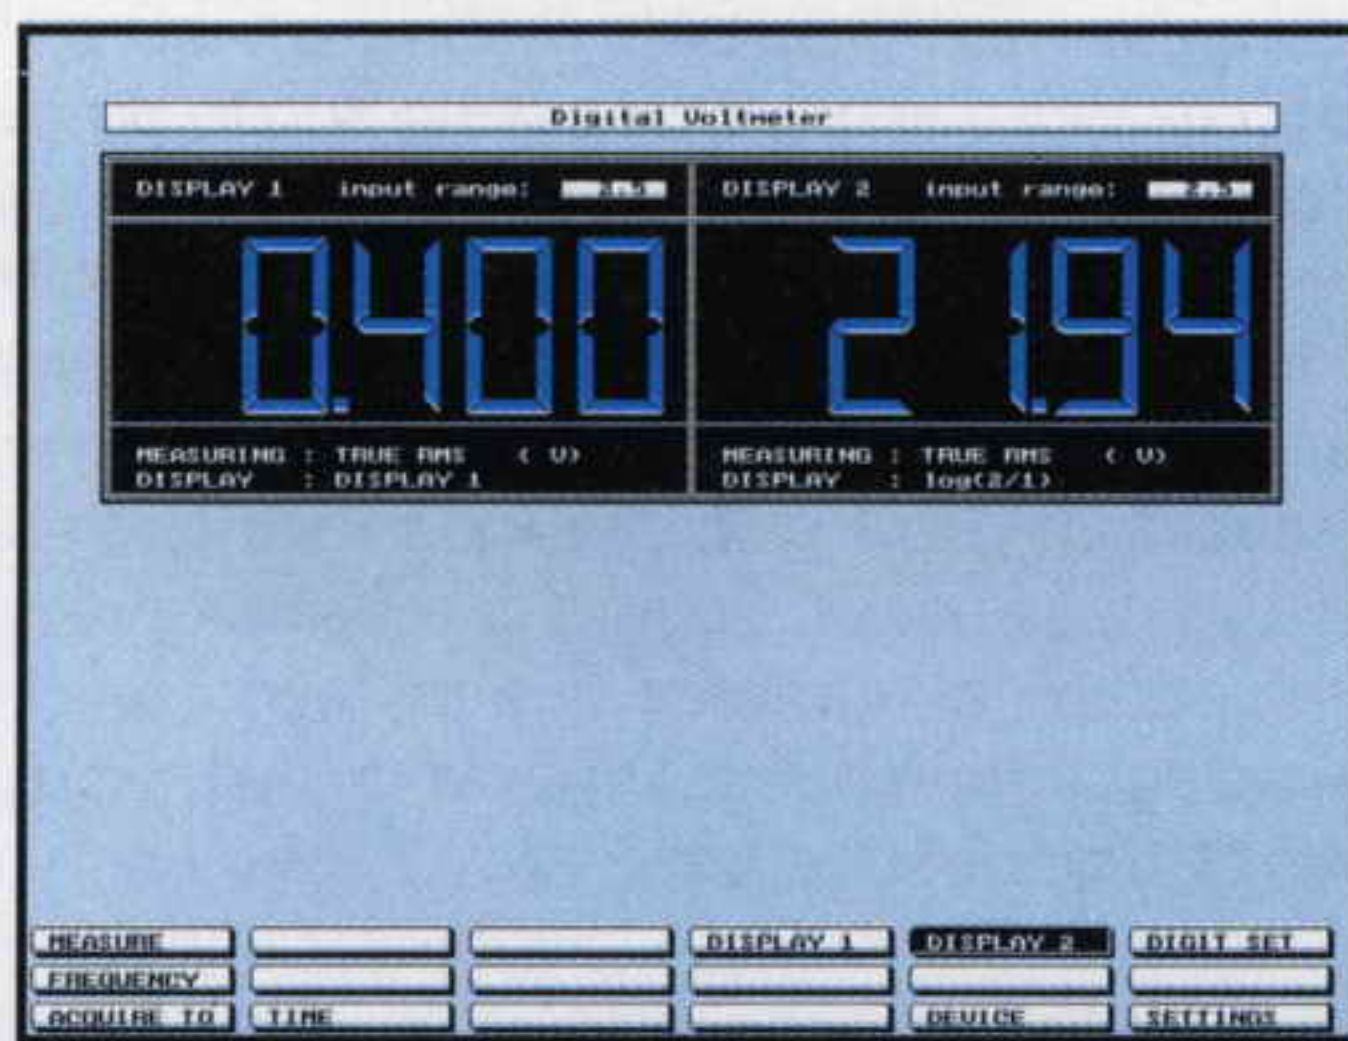 Digital Voltmeter
DISPLAY 1 input range:
DISPLAY 2 input range: 2.5
0.400
21.94
MEASURING : TRUE RMS ( V)
DISPLAY : DISPLAY 1
MEASURING : TRUE RMS ( V)
DISPLAY : log(2/1)
MEASURE DISPLAY 1 DISPLAY 2 DIGIT SET
FREQUENCY
ACQUIRE TO TIME DEVICE SETTINGS